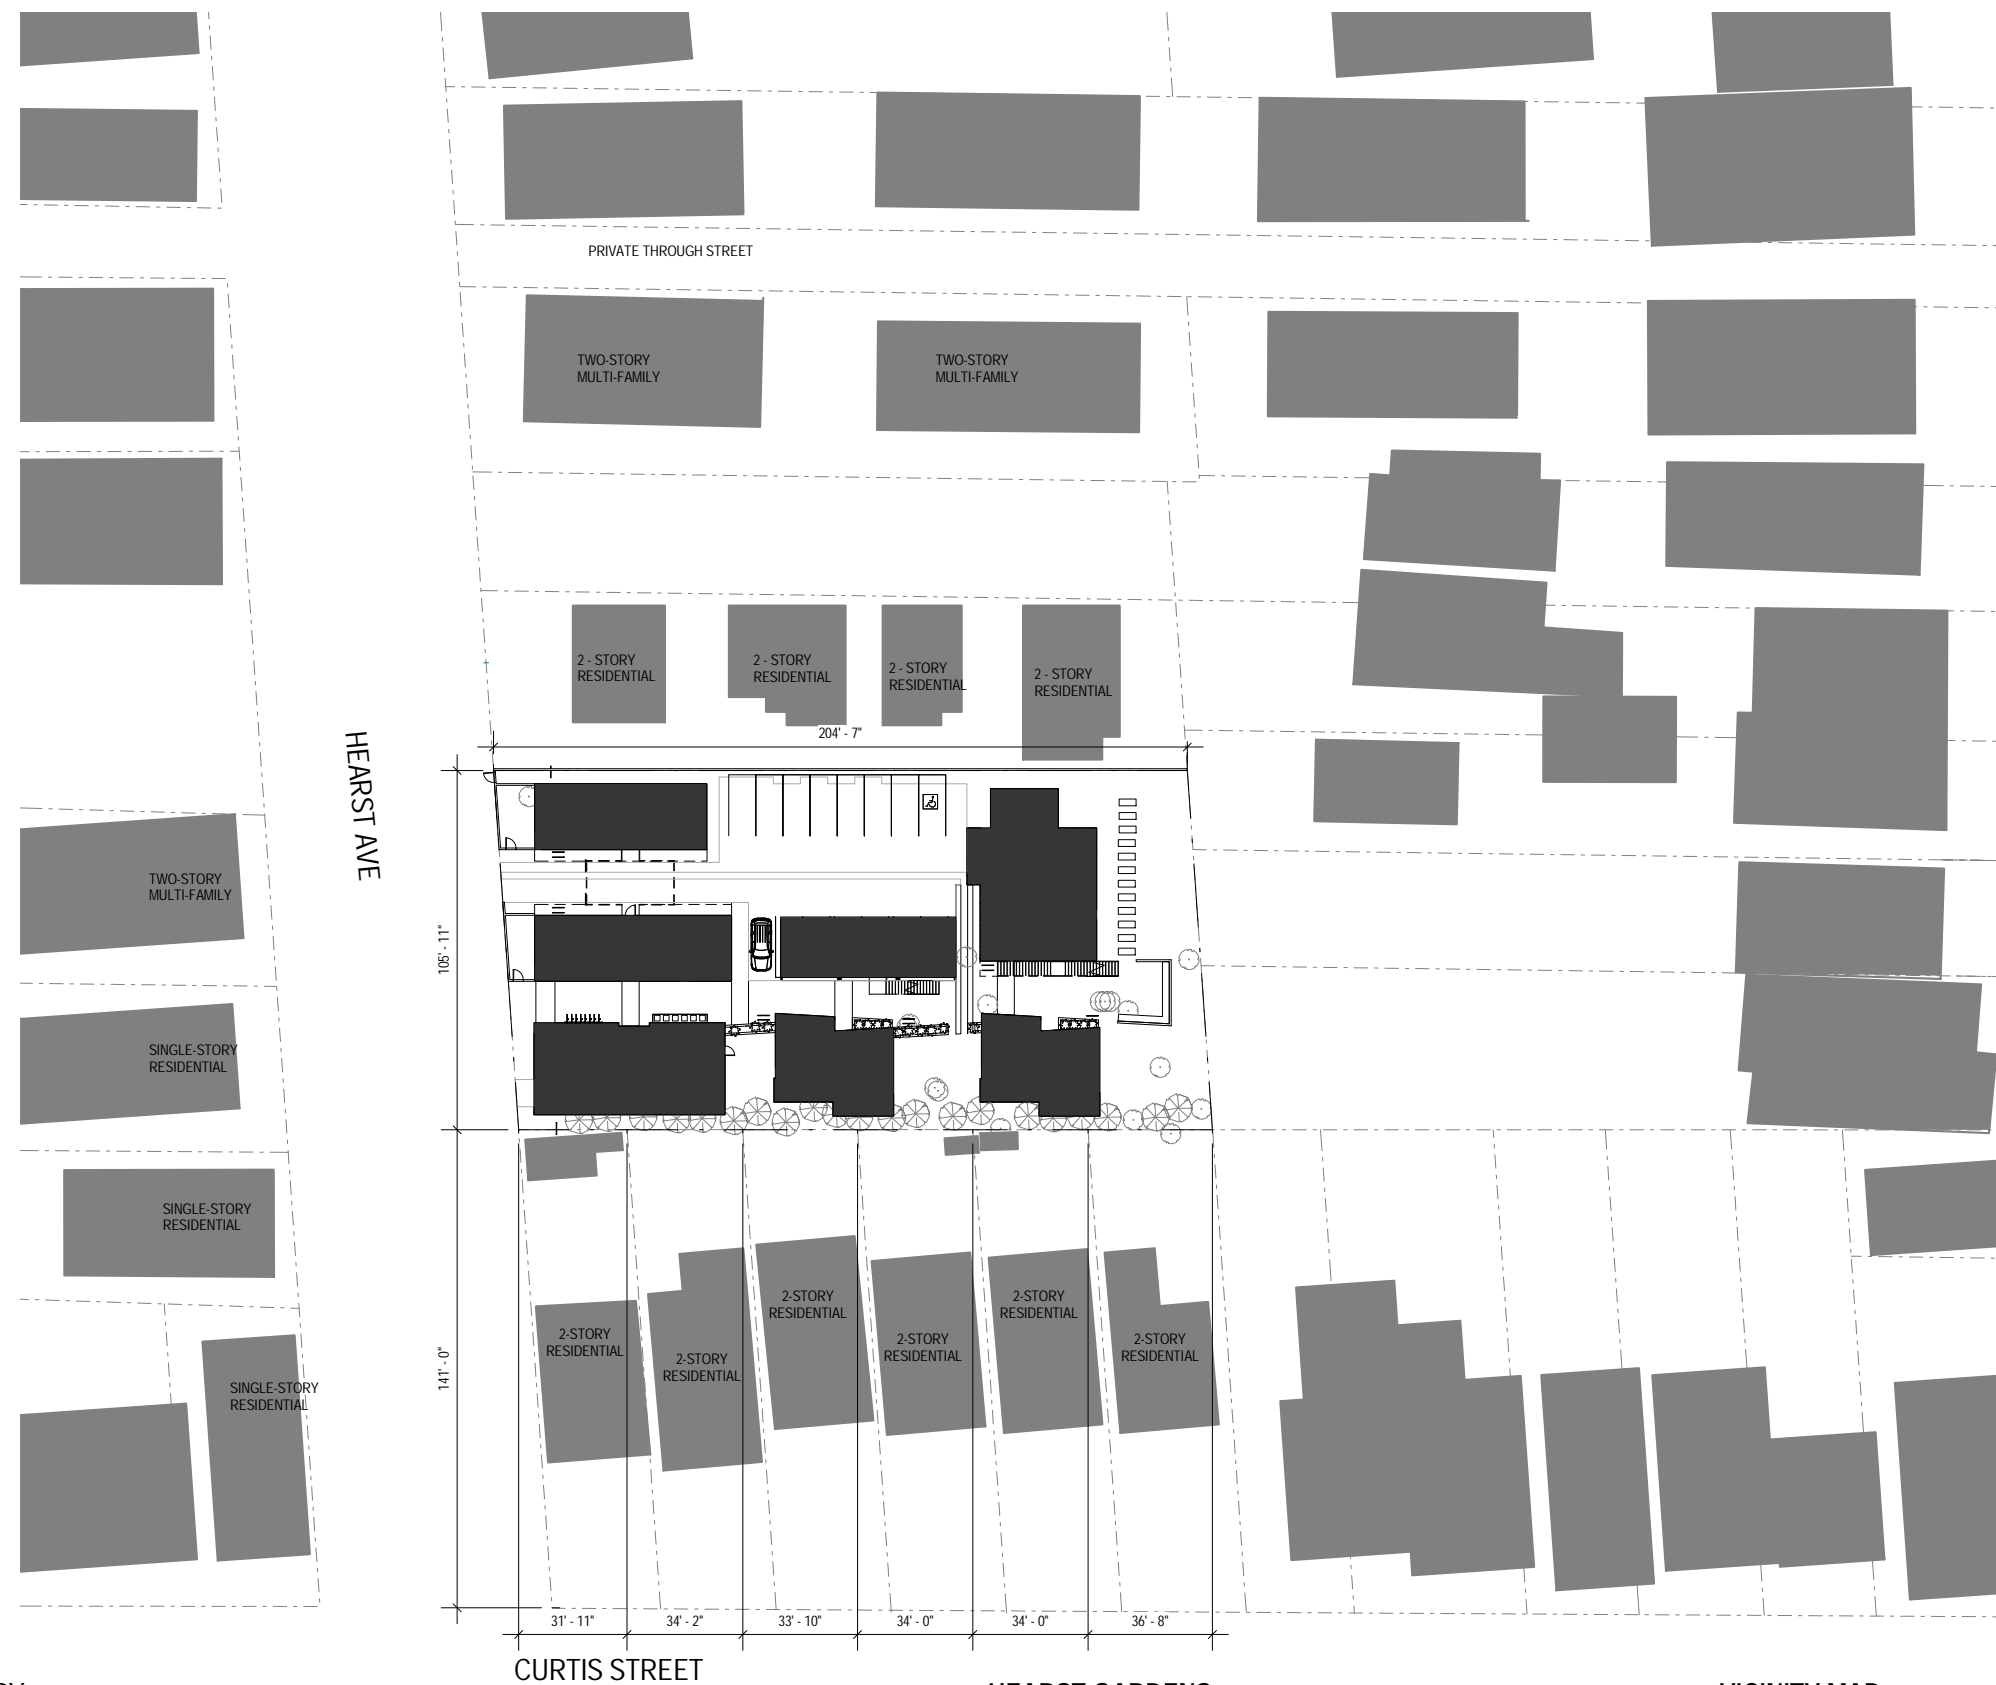 PRIVATE THROUGH STREET
TWO-STORY
MULTI-FAMILY
TWO-STORY
MULTI-FAMILY
2 - STORY
RESIDENTIAL
2 - STORY
RESIDENTIAL
2 - STORY
RESIDENTIAL
2 - STORY
RESIDENTIAL
204' - 7"
HEARST AVE
105' - 11"
TWO-STORY
MULTI-FAMILY
SINGLE-STORY
RESIDENTIAL
SINGLE-STORY
RESIDENTIAL
SINGLE-STORY
RESIDENTIAL
141' - 0"
2-STORY
RESIDENTIAL
2-STORY
RESIDENTIAL
2-STORY
RESIDENTIAL
2-STORY
RESIDENTIAL
2-STORY
RESIDENTIAL
2-STORY
RESIDENTIAL
31' - 11"
34' - 2"
33' - 10"
34' - 0"
34' - 0"
36' - 8"
CURTIS STREET
HEARST GARDENS
VICINITY MAP